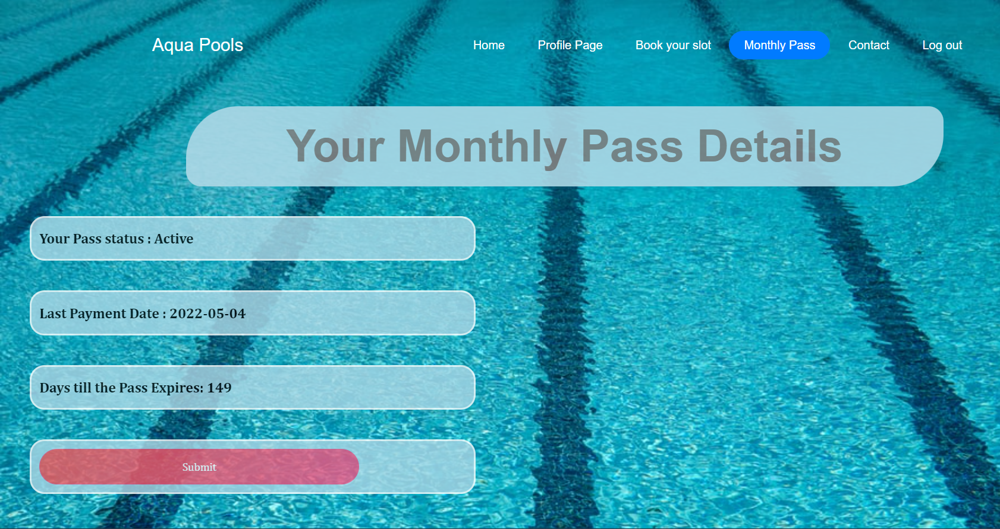 Aqua Pools
Home Profile Page Book your slot Monthly Pass Contact Log out
Your Monthly Pass Details
Your Pass status : Active
Last Payment Date : 2022-05-04
Days till the Pass Expires: 149
Submit